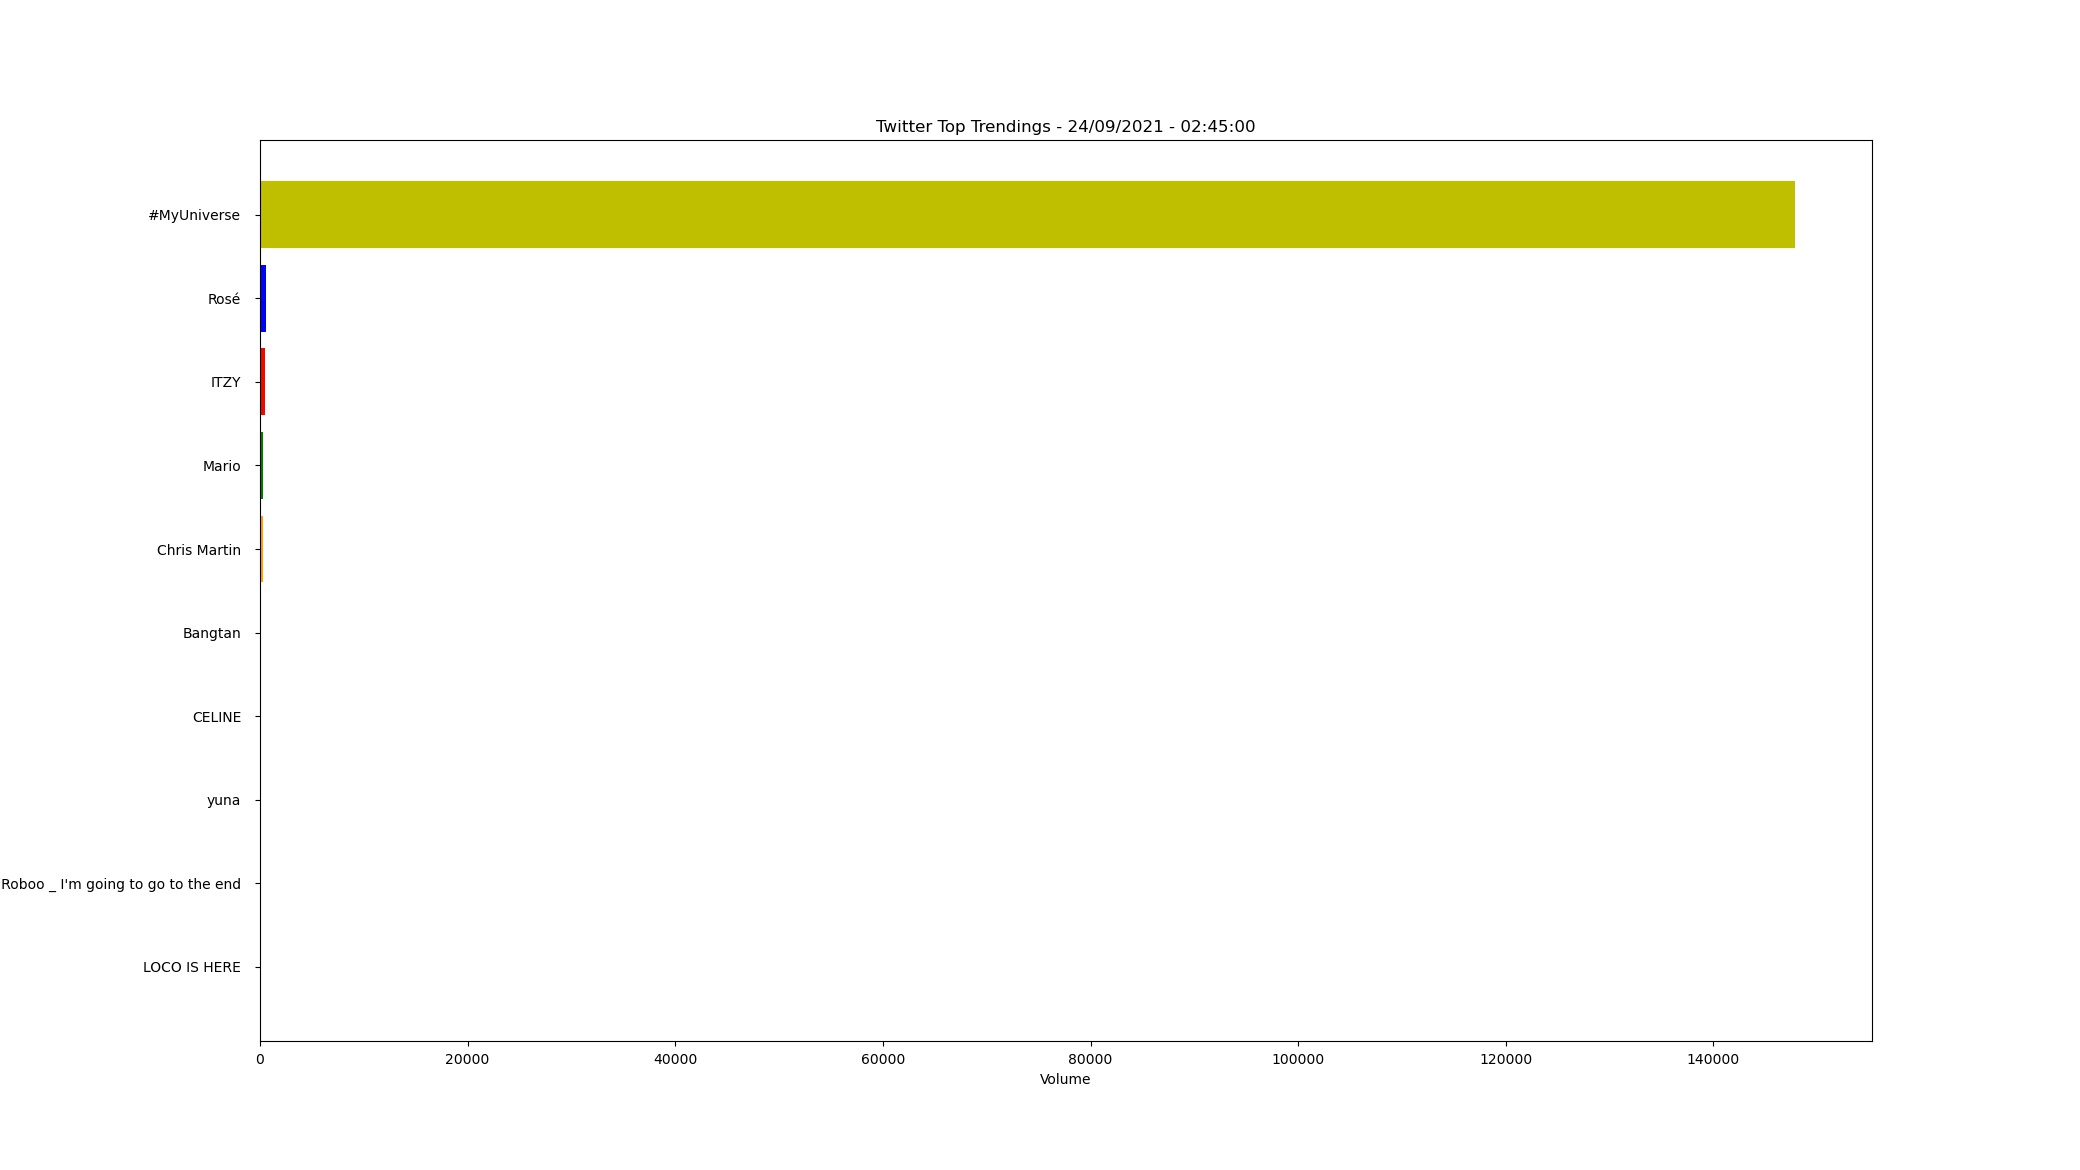 Twitter Top Trendings - 24/09/2021 - 02:45:00
#MyUniverse
Rosé
ITZY
Mario
Chris Martin
Bangtan
CELINE
yuna
Roboo _ I'm going to go to the end
LOCO IS HERE
0 20000 40000 60000 80000 100000 120000 140000
Volume